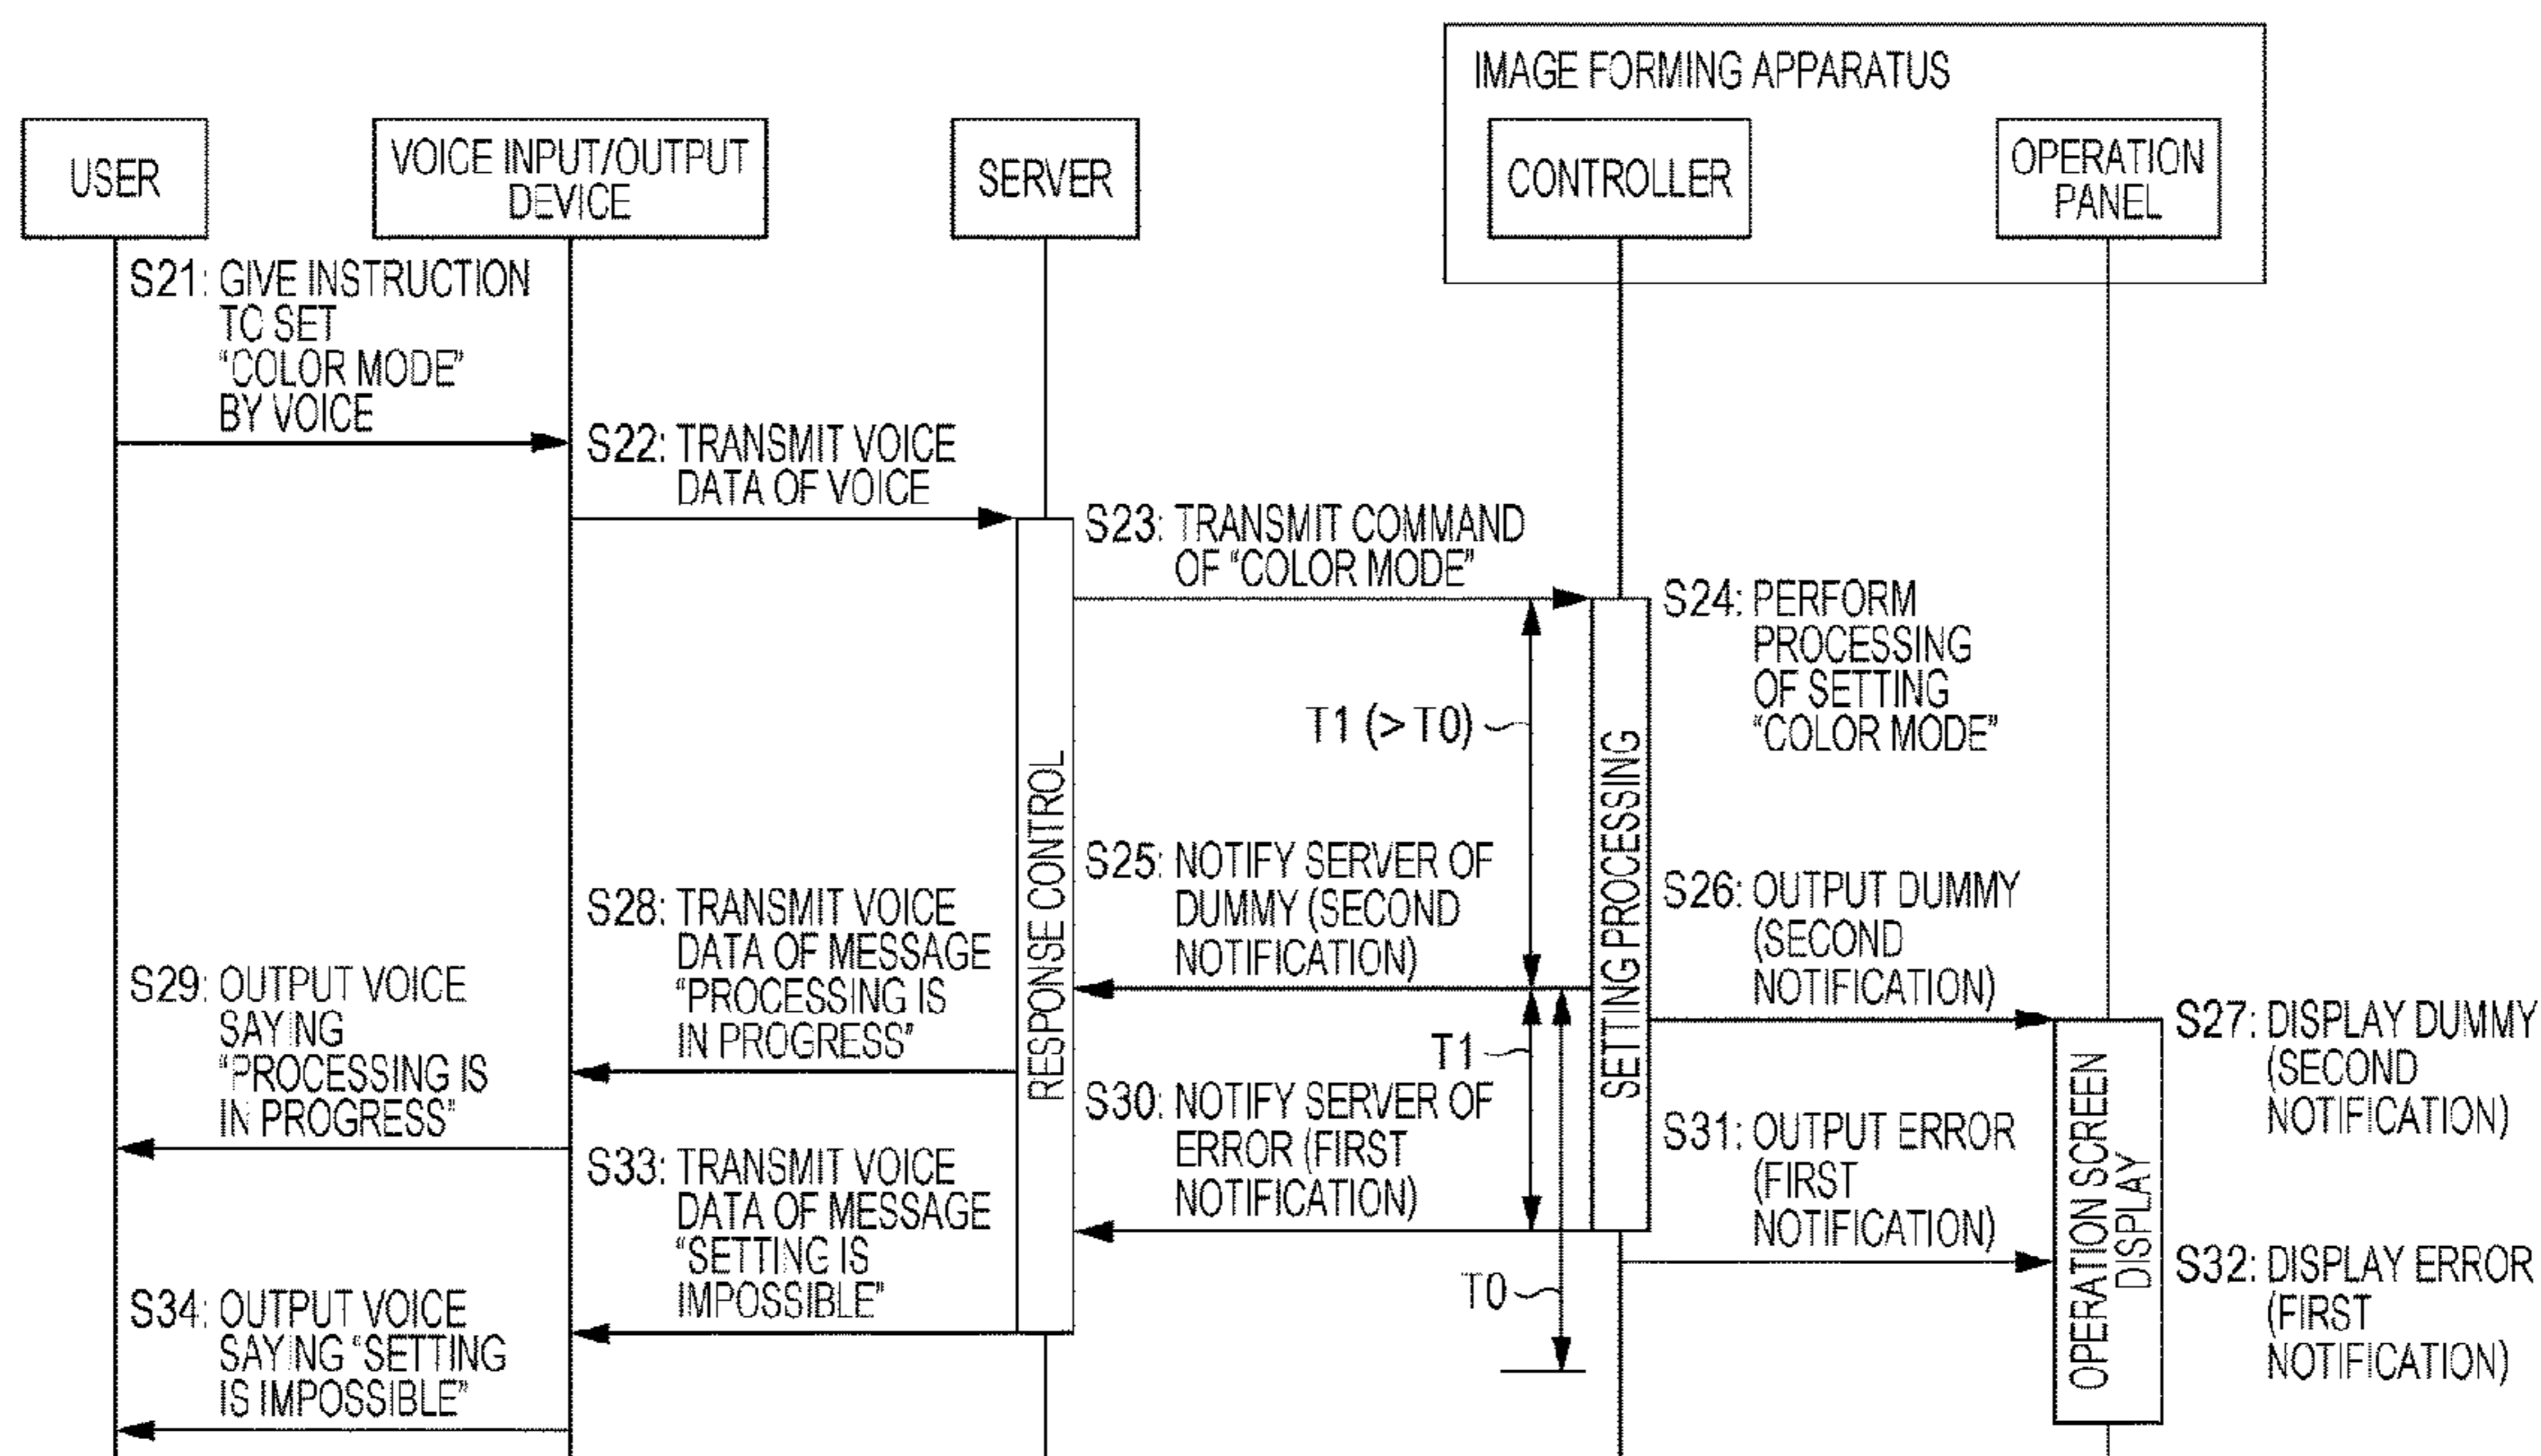 IMAGE FORMING APPARATUS
USER
VOICE INPUT/OUTPUT
DEVICE
SERVER
CONTROLLER
OPERATION
PANEL
S21: GIVE INSTRUCTION
TO SET
"COLOR MODE"
BY VOICE
S22: TRANSMIT VOICE
DATA OF VOICE
S23: TRANSMIT COMMAND
OF "COLOR MODE"
S24: PERFORM
PROCESSING
OF SETTING
"COLOR MODE"
T1 (> T0)
RESPONSE CONTROL
SETTING PROCESSING
S25: NOTIFY SERVER OF
DUMMY (SECOND
NOTIFICATION)
S26: OUTPUT DUMMY
(SECOND
NOTIFICATION)
S27: DISPLAY DUMMY
(SECOND
NOTIFICATION)
S28: TRANSMIT VOICE
DATA OF MESSAGE
"PROCESSING IS
IN PROGRESS"
S29: OUTPUT VOICE
SAYING
"PROCESSING IS
IN PROGRESS"
T1
S30: NOTIFY SERVER OF
ERROR (FIRST
NOTIFICATION)
S31: OUTPUT ERROR
(FIRST
NOTIFICATION)
OPERATION SCREEN
DISPLAY
S32: DISPLAY ERROR
(FIRST
NOTIFICATION)
S33: TRANSMIT VOICE
DATA OF MESSAGE
"SETTING IS
IMPOSSIBLE"
T0
S34: OUTPUT VOICE
SAYING "SETTING
IS IMPOSSIBLE"